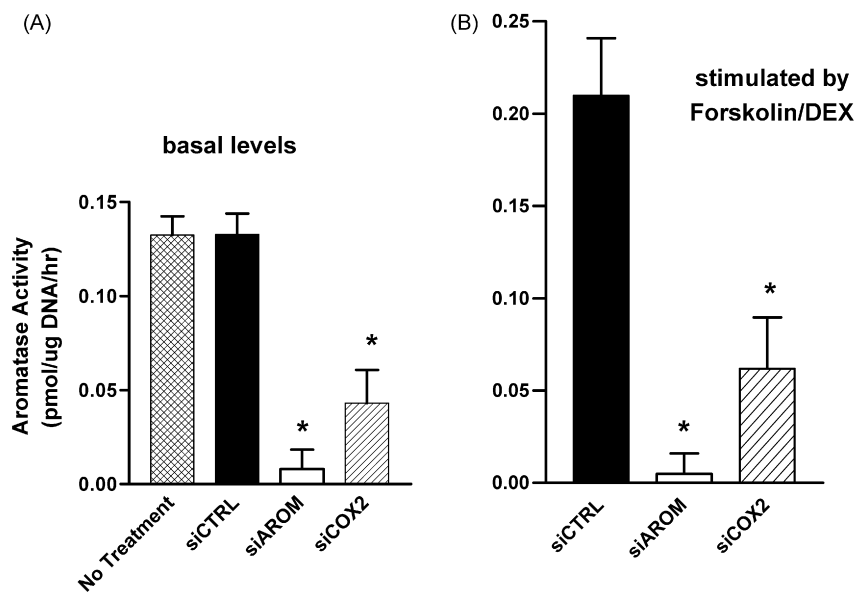 (A)
basal levels
Aromatase Activity
(pmol/ug DNA/hr)
0.15
0.10
0.05
0.00
*
*
No Treatment
siCTRL
siAROM
siCOX2
(B)
stimulated by
Forskolin/DEX
0.25
0.20
0.15
0.10
0.05
0.00
*
*
siCTRL
siAROM
siCOX2